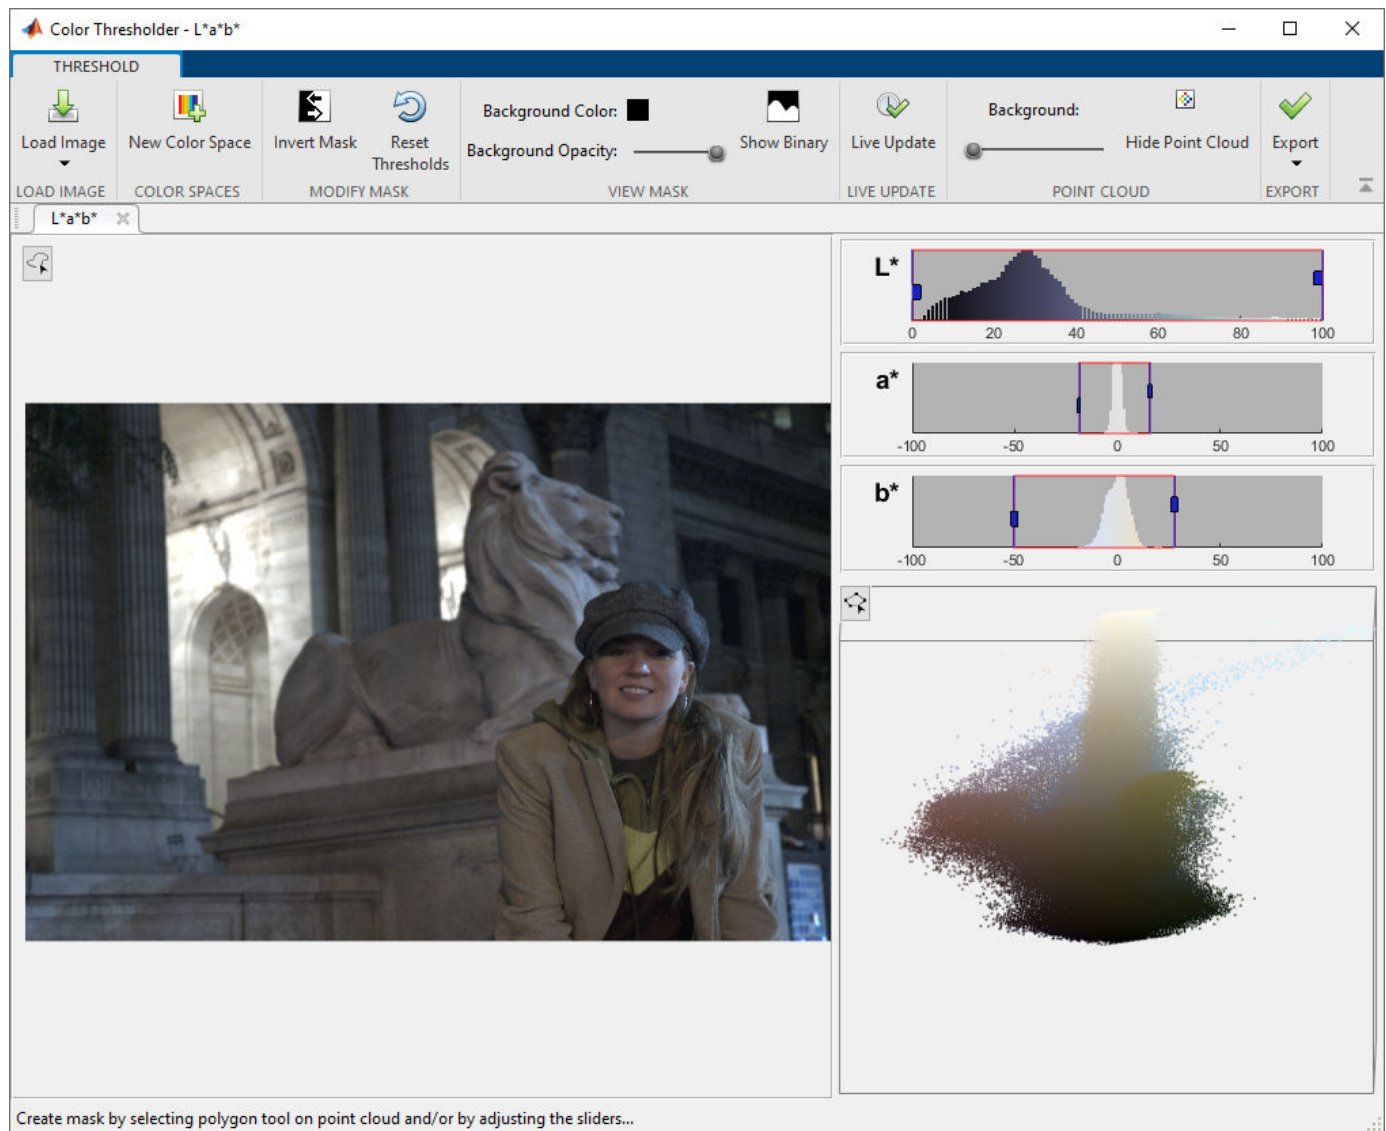 Color Thresholder - L*a*b*
THRESHOLD
Load Image
New Color Space
Invert Mask
Reset
Thresholds
Background Color:
Background Opacity:
Show Binary
Live Update
Background:
Hide Point Cloud
Export
LOAD IMAGE
COLOR SPACES
MODIFY MASK
VIEW MASK
LIVE UPDATE
POINT CLOUD
EXPORT
L*a*b*
L*
0 20 40 60 80 100
a*
-100 -50 0 50 100
b*
-100 -50 0 50 100
Create mask by selecting polygon tool on point cloud and/or by adjusting the sliders...